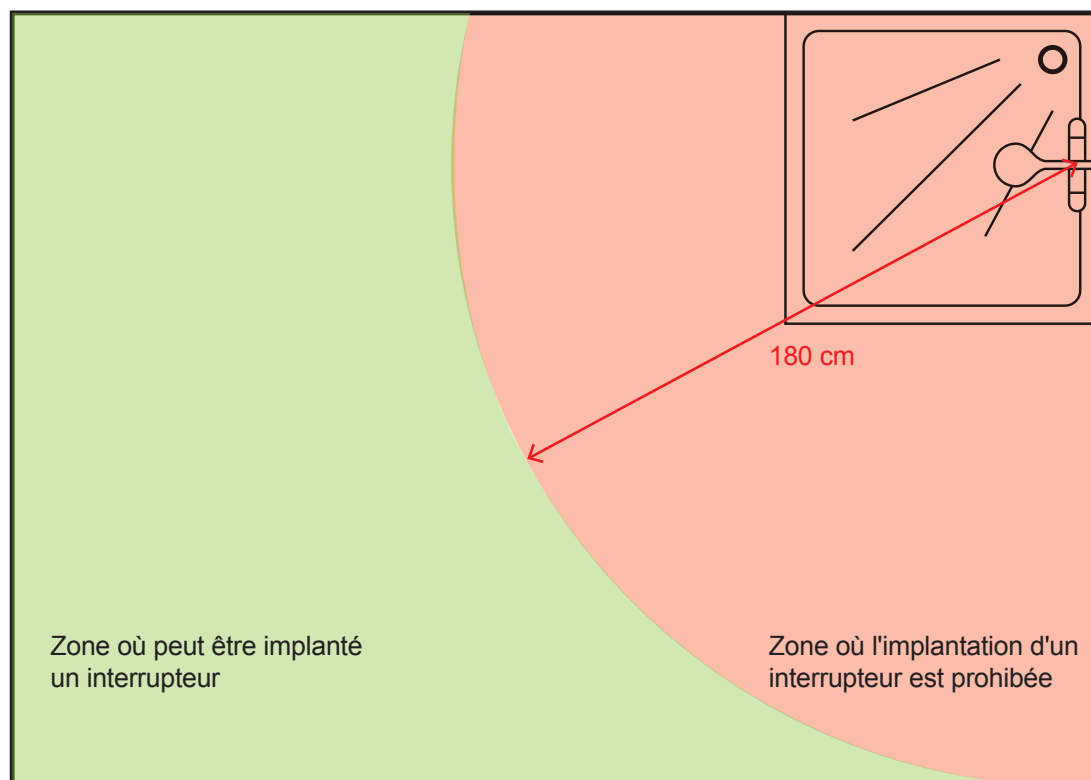 180 cm
Zone où peut être implanté
un interrupteur
Zone où l'implantation d'un
interrupteur est prohibée